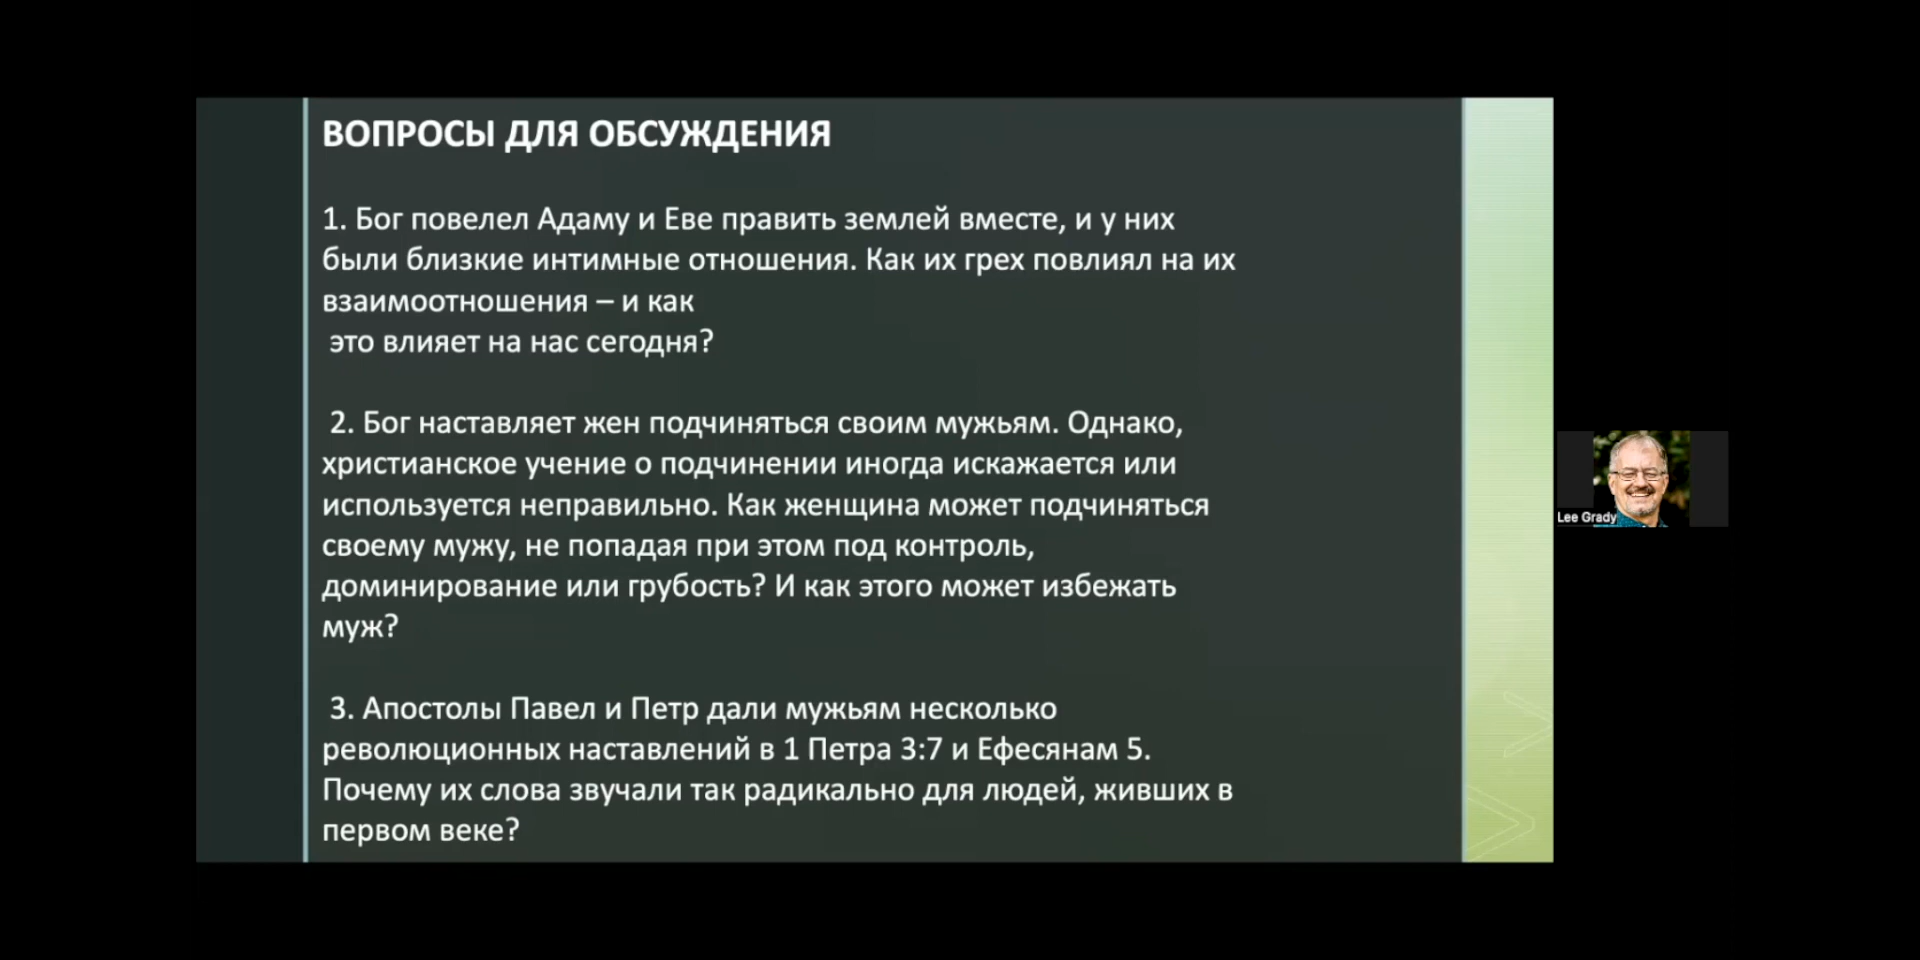 ВОПРОСЫ ДЛЯ ОБСУЖДЕНИЯ
1. Бог повелел Адаму и Еве править землей вместе, и у них
были близкие интимные отношения. Как их грех повлиял на их
взаимоотношения – и как
это влияет на нас сегодня?
2. Бог наставляет жен подчиняться своим мужьям. Однако,
христианское учение о подчинении иногда искажается или
используется неправильно. Как женщина может подчиняться
своему мужу, не попадая при этом под контроль,
доминирование или грубость? И как этого может избежать
муж?
3. Апостолы Павел и Петр дали мужьям несколько
революционных наставлений в 1 Петра 3:7 и Ефесянам 5.
Почему их слова звучали так радикально для людей, живших в
первом веке?
Lee Grady